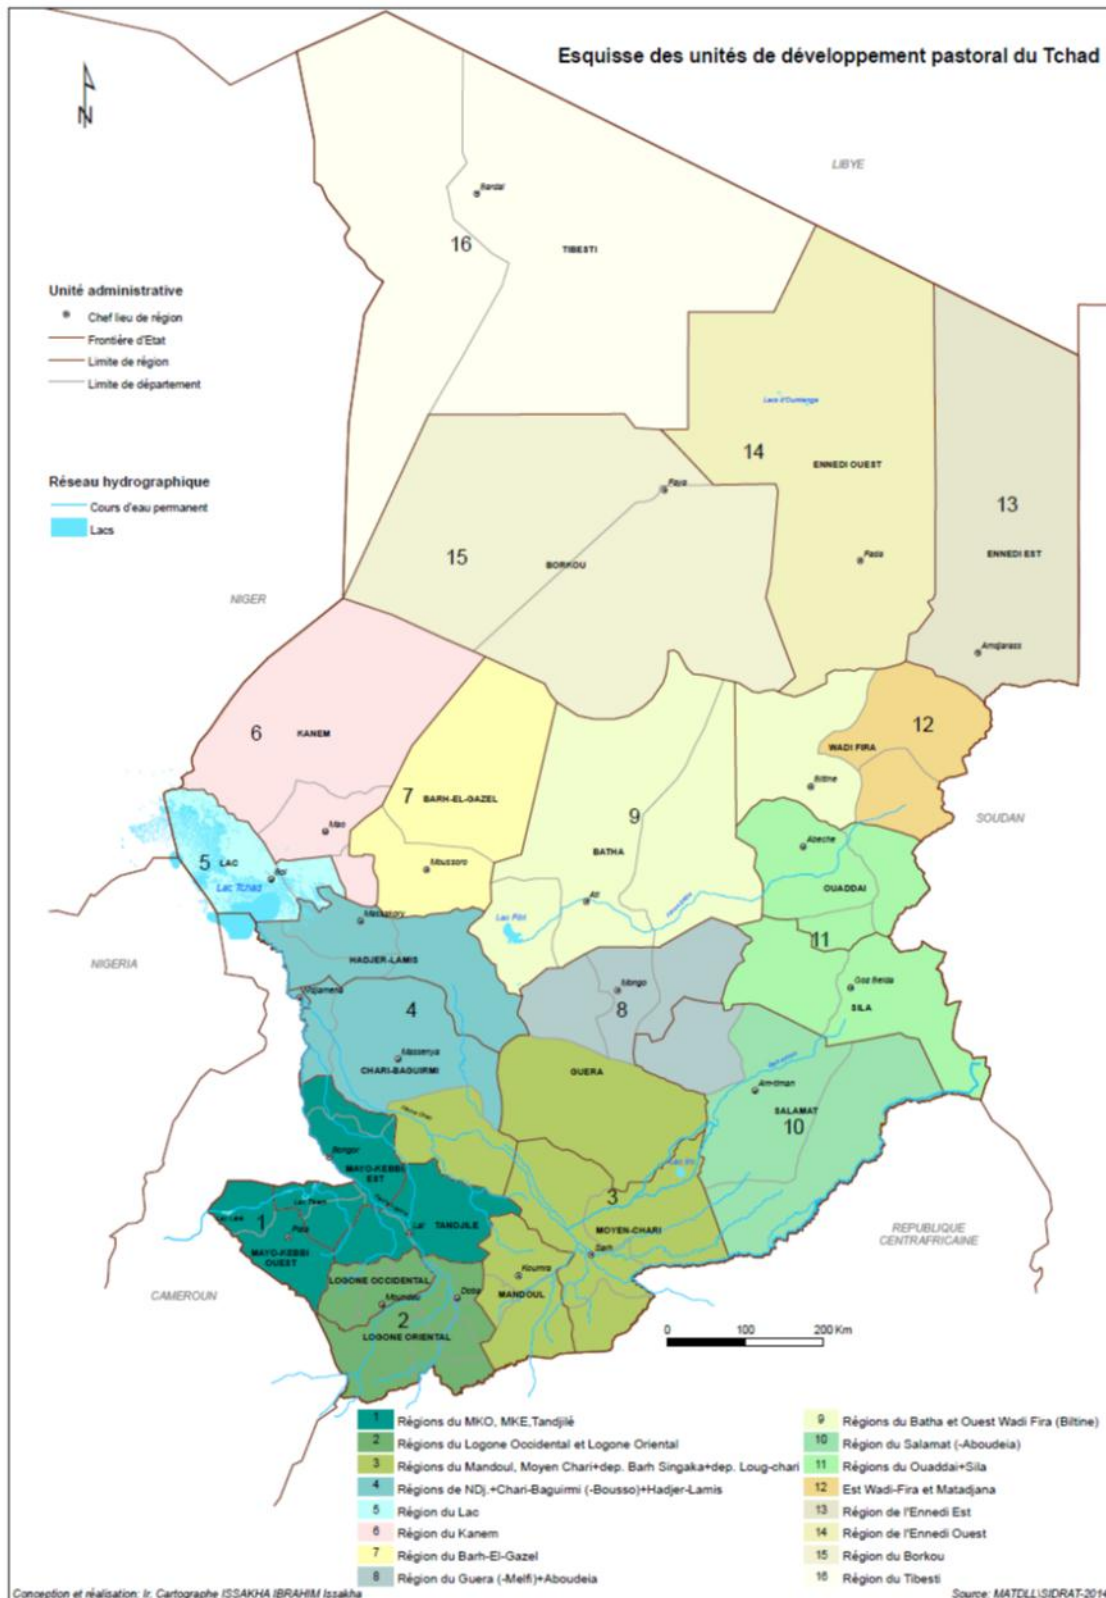 Esquisse des unités de développement pastoral du Tchad
N
LIBYE
Bardaï
16
TIBESTI
Unité administrative
Chef lieu de région
Frontière d'Etat
Limite de région
Limite de département
14
ENNEDI OUEST
Réseau hydrographique
Cours d'eau permanent
Lacs
Faya
13
ENNEDI EST
15
BORKOU
Fada
NIGER
Amdjarass
6
KANEM
12
WADI FIRA
7
BARH-EL-GAZEL
Biltine
9
SOUDAN
Mao
Abeche
BATHA
5
LAC
Bol
Moussoro
OUADDAI
Lac Tchad
Ati
Lac Fitri
Massakory
11
NIGERIA
HADJER-LAMIS
Mongo
Goz Beida
Ndjamena
4
8
SILA
Massenya
CHARI-BAGUIRMI
GUERA
Am-timan
SALAMAT
10
Bongor
MAYO-KEBBI
EST
Lac Iro
3
1
Pala
Lai
TANDJILE
MOYEN-CHARI
REPUBLIQUE
CENTRAFRICAINE
MAYO-KEBBI
OUEST
Sarh
Koumra
LOGONE OCCIDENTAL
MANDOUL
CAMEROUN
Moundou
Doba
2
LOGONE ORIENTAL
0 100 200 Km
1 Régions du MKO, MKE,Tandjilé
2 Régions du Logone Occidental et Logone Oriental
3 Régions du Mandoul, Moyen Chari+dep. Barh Singaka+dep. Loug-chari
4 Régions de NDj.+Chari-Baguirmi (-Bousso)+Hadjer-Lamis
5 Région du Lac
6 Région du Kanem
7 Région du Barh-El-Gazel
8 Région du Guera (-Melfi)+Aboudeia
9 Régions du Batha et Ouest Wadi Fira (Biltine)
10 Région du Salamat (-Aboudeia)
11 Régions du Ouaddai+Sila
12 Est Wadi-Fira et Matadjana
13 Région de l'Ennedi Est
14 Région de l'Ennedi Ouest
15 Région du Borkou
16 Région du Tibesti
Conception et réalisation: Ir. Cartographe ISSAKHA IBRAHIM Issakha
Source: MATDLL\SIDRAT-2014